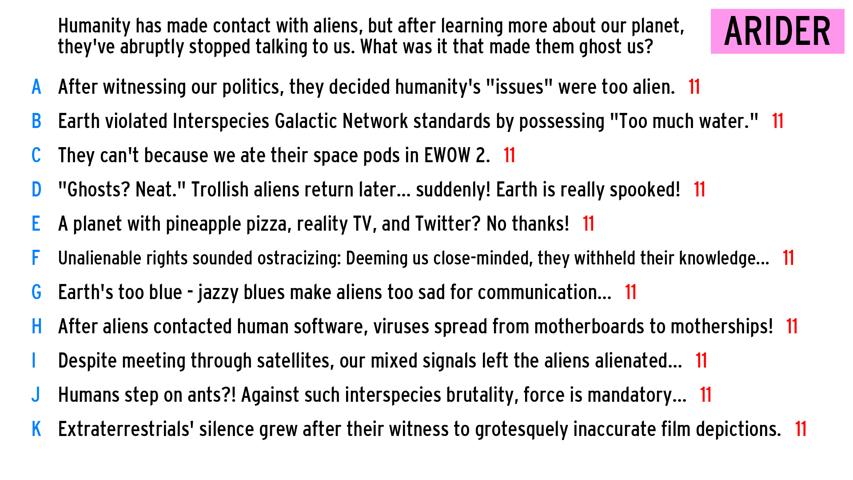 Humanity has made contact with aliens, but after learning more about our planet,
they've abruptly stopped talking to us. What was it that made them ghost us?
ARIDER
A After witnessing our politics, they decided humanity's "issues" were too alien. 11
B Earth violated Interspecies Galactic Network standards by possessing "Too much water." 11
C They can't because we ate their space pods in EWOW 2. 11
D "Ghosts? Neat." Trollish aliens return later... suddenly! Earth is really spooked! 11
E A planet with pineapple pizza, reality TV, and Twitter? No thanks! 11
F Unalienable rights sounded ostracizing: Deeming us close-minded, they withheld their knowledge... 11
G Earth's too blue - jazzy blues make aliens too sad for communication... 11
H After aliens contacted human software, viruses spread from motherboards to motherships! 11
I Despite meeting through satellites, our mixed signals left the aliens alienated... 11
J Humans step on ants?! Against such interspecies brutality, force is mandatory... 11
K Extraterrestrials' silence grew after their witness to grotesquely inaccurate film depictions. 11